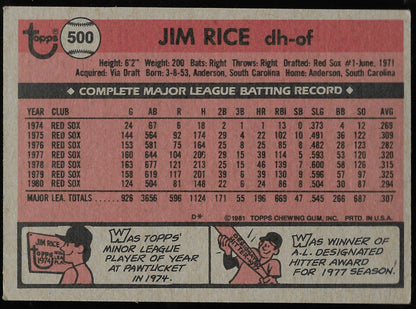 topps 500 JIM RICE dh-of
Height: 6'2" Weight: 200 Bats: Right Throws: Right Drafted: Red Sox #1-June, 1971
Acquired: Via Draft Born: 3-8-53, Anderson, South Carolina Home: Anderson, South Carolina
COMPLETE MAJOR LEAGUE BATTING RECORD
YEAR CLUB G AB R H 2B 3B HR RBI SB SLG BB SO AVG
1974 RED SOX 24 67 6 18 2 1 1 13 0 .373 4 12 .269
1975 RED SOX 144 564 92 174 29 4 22 102 10 .491 36 122 .309
1976 RED SOX 153 581 75 164 25 8 25 85 8 .482 28 123 .282
1977 RED SOX 160 644 104 206 29 15 39 114 5 .593 53 120 .320
1978 RED SOX 163 677 121 213 25 15 46 139 7 .600 58 126 .315
1979 RED SOX 158 619 117 201 39 6 39 130 9 .596 57 97 .325
1980 RED SOX 124 504 81 148 22 6 24 86 8 .504 30 87 .294
MAJOR LEA. TOTALS 926 3656 596 1124 171 55 196 669 47 .545 266 687 .307
D* ©1981 TOPPS CHEWING GUM, INC. PRTD. IN U.S.A.
JIM RICE
topps
1974
WAS TOPPS'
MINOR LEAGUE
PLAYER OF YEAR
AT PAWTUCKET
IN 1974.
DESIGNATED
HITTER
WAS WINNER OF
A.L. DESIGNATED
HITTER AWARD
FOR 1977 SEASON.